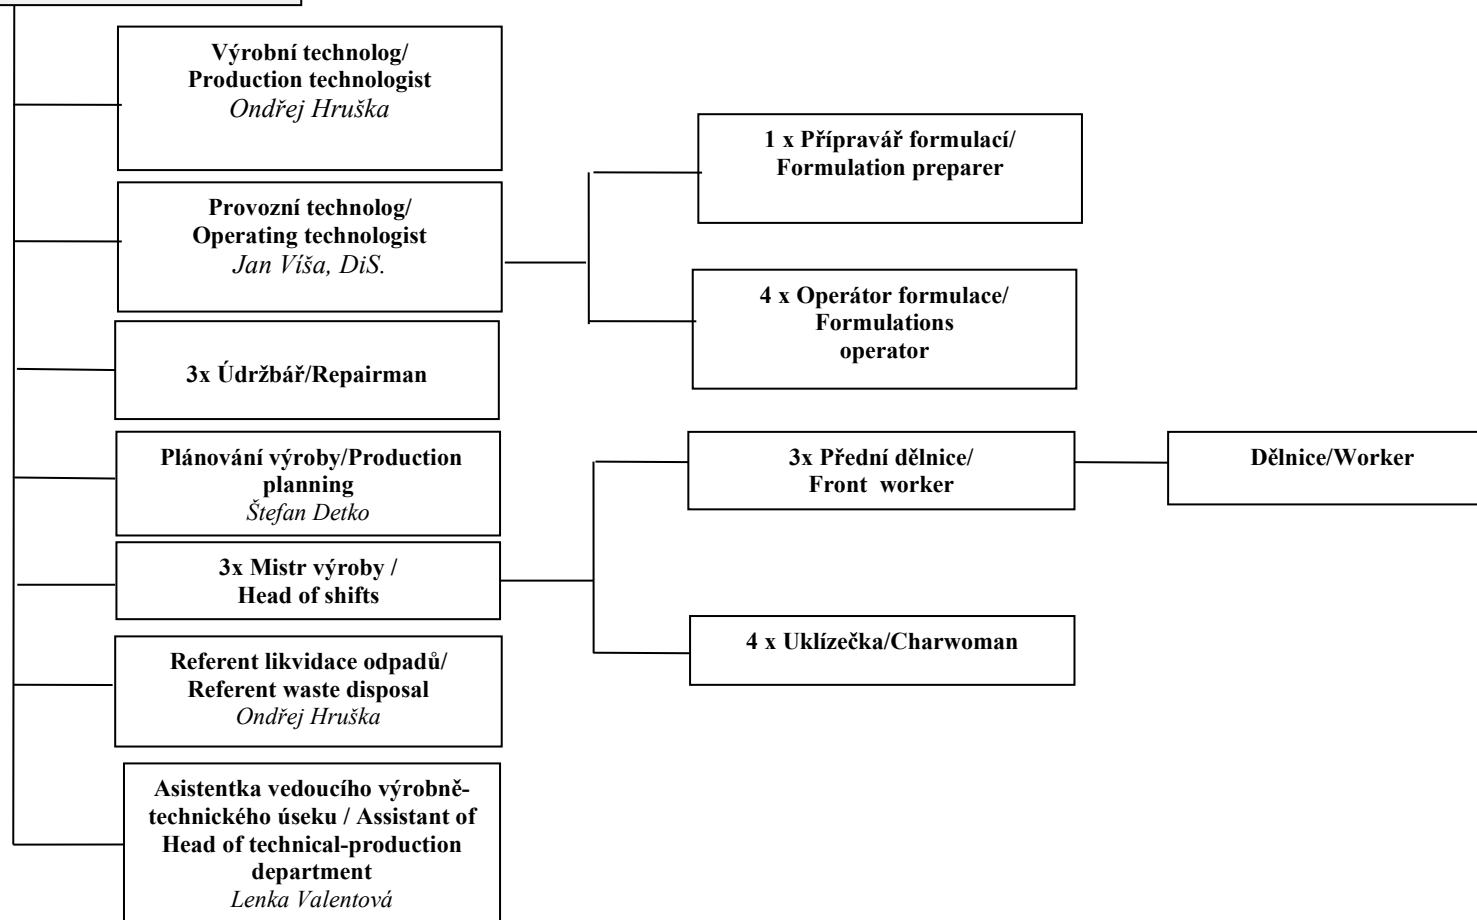 Výrobní technolog/
Production technologist
Ondřej Hruška
1 x Přípravář formulací/
Formulation preparer
Provozní technolog/
Operating technologist
Jan Víša, DiS.
4 x Operátor formulace/
Formulations
operator
3x Údržbář/Repairman
Plánování výroby/Production
planning
Štefan Detko
3x Přední dělnice/
Front worker
Dělnice/Worker
3x Mistr výroby /
Head of shifts
4 x Uklízečka/Charwoman
Referent likvidace odpadů/
Referent waste disposal
Ondřej Hruška
Asistentka vedoucího výrobně-
technického úseku / Assistant of
Head of technical-production
department
Lenka Valentová